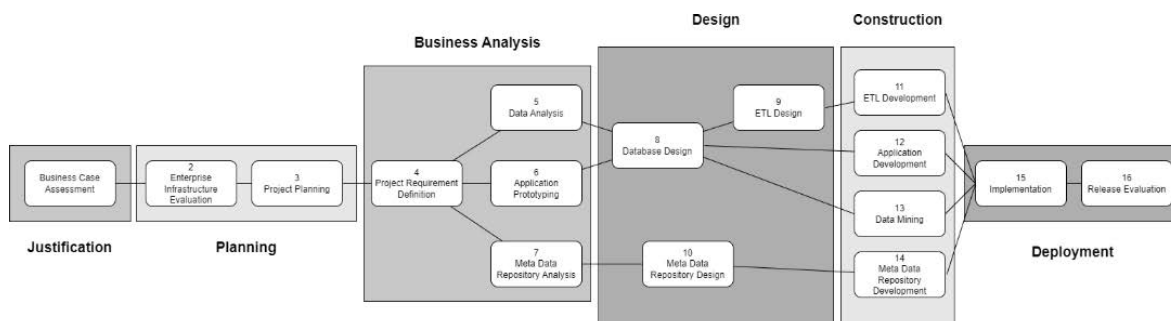 Design
Construction
Business Analysis
Justification
Planning
Deployment
Business Case
Assessment
2
Enterprise
Infrastructure
Evaluation
3
Project Planning
4
Project Requirement
Definition
5
Data Analysis
6
Application
Prototyping
7
Meta Data
Repository Analysis
8
Database Design
9
ETL Design
10
Meta Data
Repository Design
11
ETL Development
12
Application
Development
13
Data Mining
14
Meta Data
Repository
Development
15
Implementation
16
Release Evaluation